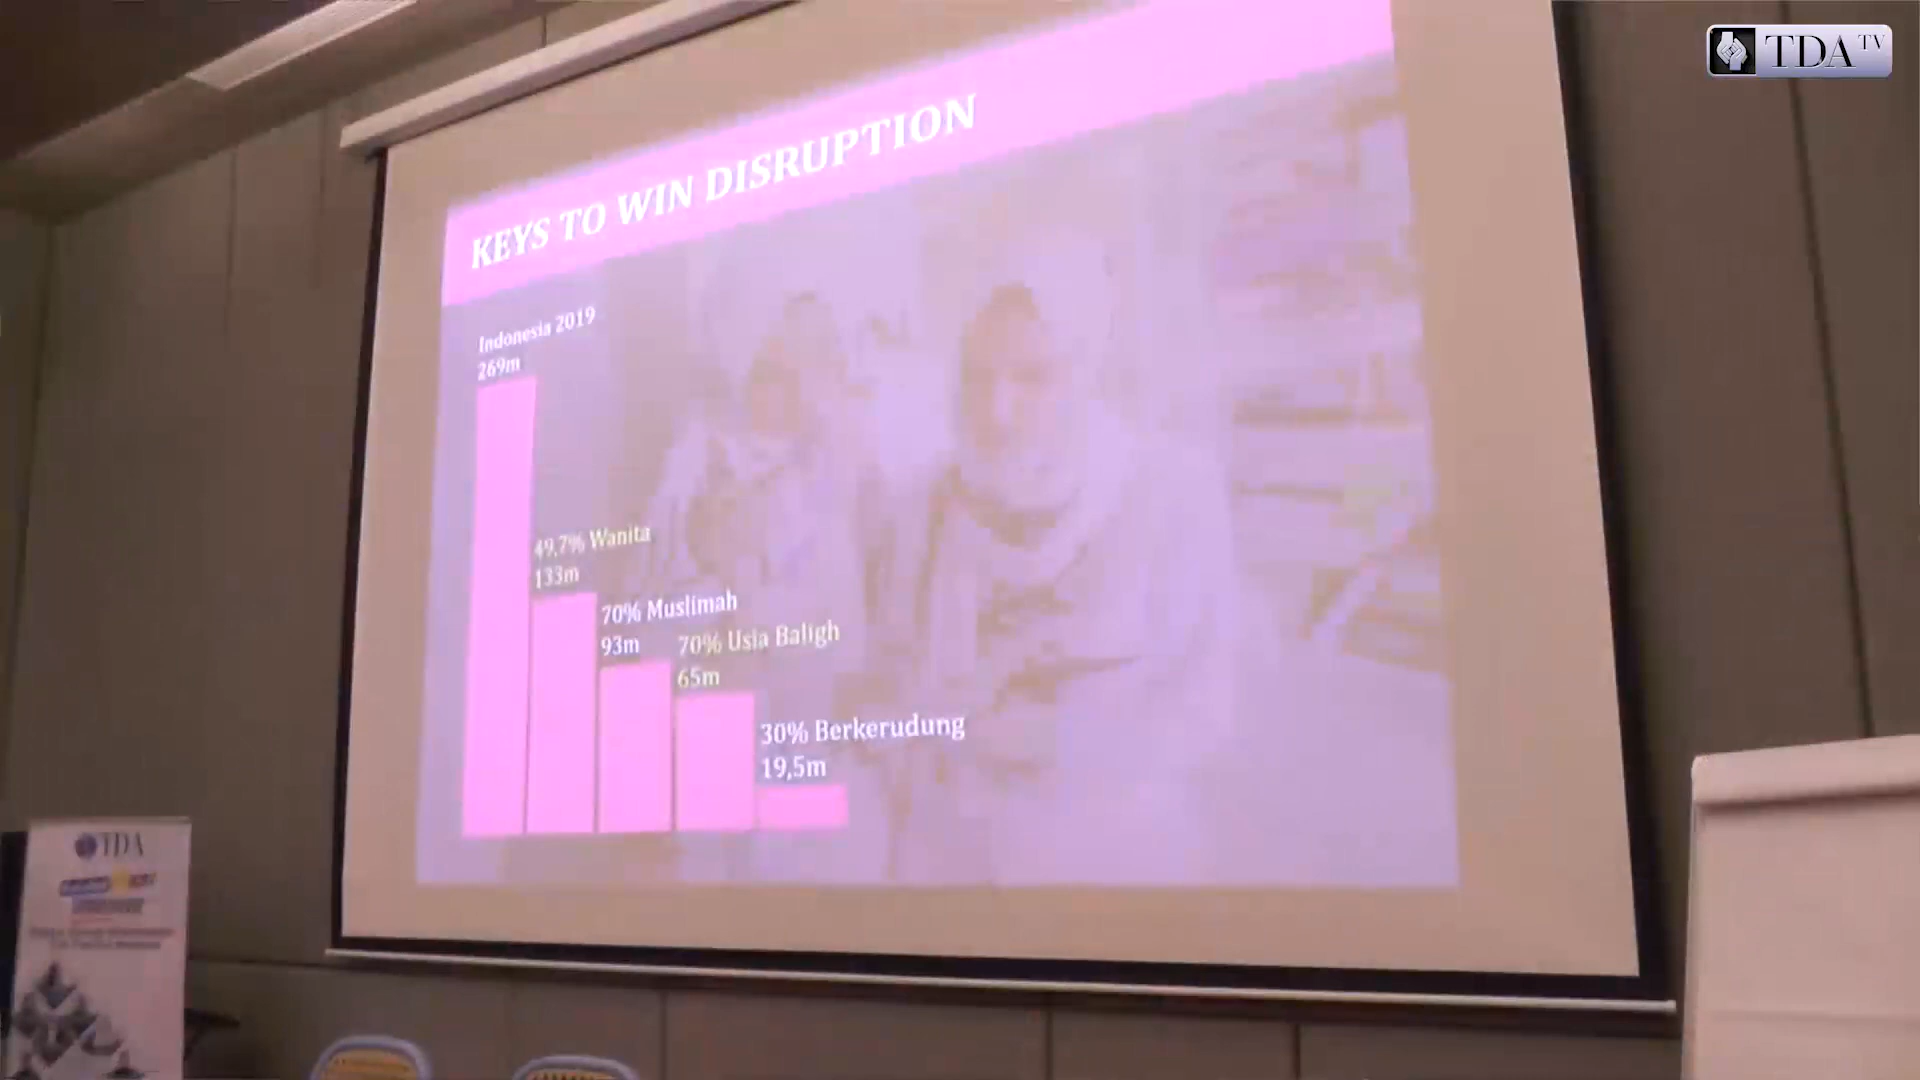 TDA TV
KEYS TO WIN DISRUPTION
Indonesia 2019
269m
49,7% Wanita
133m
70% Muslimah
93m
70% Usia Baligh
65m
30% Berkerudung
19,5m
TDA